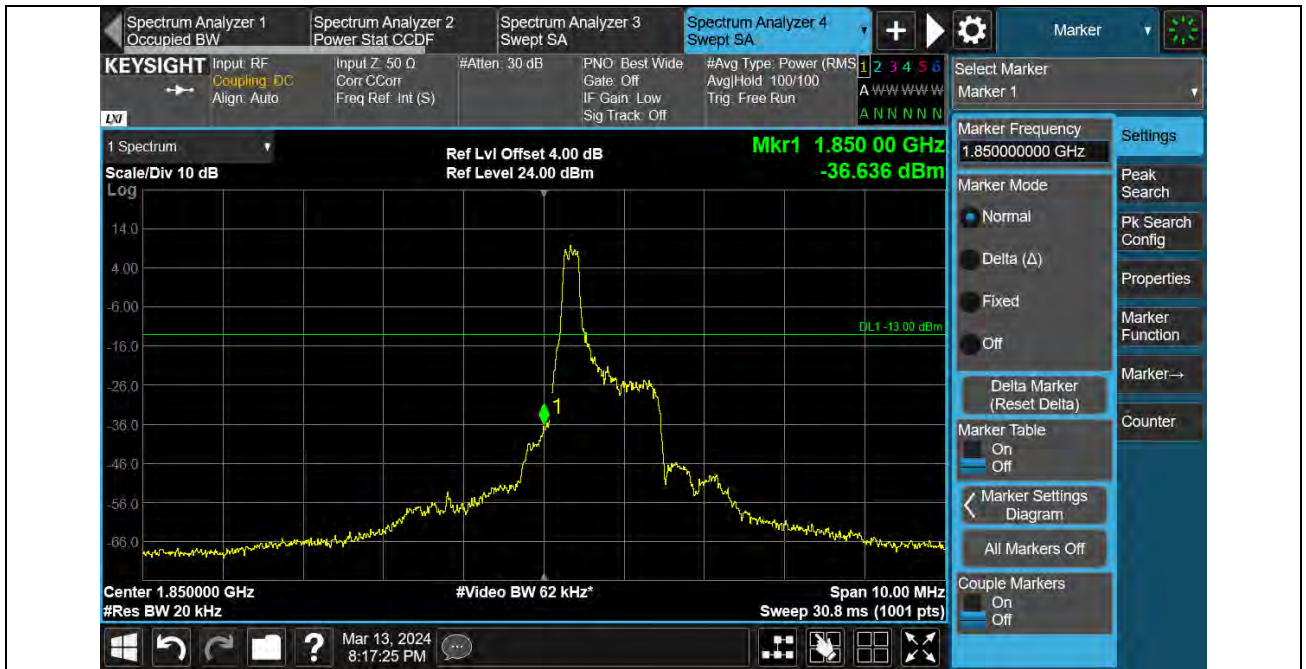 Spectrum Analyzer 1
Occupied BW
Spectrum Analyzer 2
Power Stat CCDF
Spectrum Analyzer 3
Swept SA
Spectrum Analyzer 4
Swept SA
Marker
KEYSIGHT
LXI
Input: RF
Coupling: DC
Align: Auto
Input Z: 50 Ω
Corr CCorr
Freq Ref: Int (S)
#Atten: 30 dB
PNO: Best Wide
Gate: Off
IF Gain: Low
Sig Track: Off
#Avg Type: Power (RMS
Avg|Hold: 100/100
Trig: Free Run
1 2 3 4 5 6
A W W W W W
A N N N N N
Select Marker
Marker 1
1 Spectrum
Scale/Div 10 dB
Log
Ref Lvl Offset 4.00 dB
Ref Level 24.00 dBm
Mkr1 1.850 00 GHz
-36.636 dBm
14.0
4.00
-6.00
-16.0
-26.0
-36.0
-46.0
-56.0
-66.0
DL1 -13.00 dBm
1
Center 1.850000 GHz
#Res BW 20 kHz
#Video BW 62 kHz*
Span 10.00 MHz
Sweep 30.8 ms (1001 pts)
Marker Frequency
1.850000000 GHz
Marker Mode
Normal
Delta (Δ)
Fixed
Off
Delta Marker
(Reset Delta)
Marker Table
On
Off
Marker Settings
Diagram
All Markers Off
Couple Markers
On
Off
Settings
Peak
Search
Pk Search
Config
Properties
Marker
Function
Marker→
Counter
?
Mar 13, 2024
8:17:25 PM